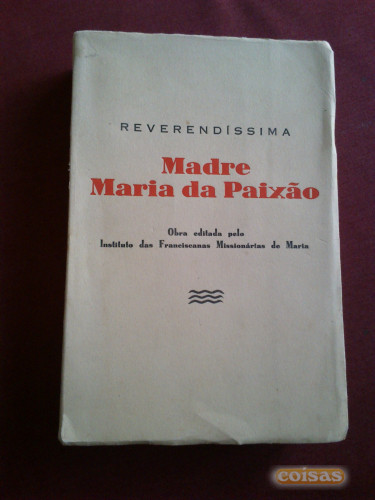 REVERENDÍSSIMA
Madre
Maria da Paixão
Obra editada pelo
Instituto das Franciscanas Missionárias de Maria
coisas